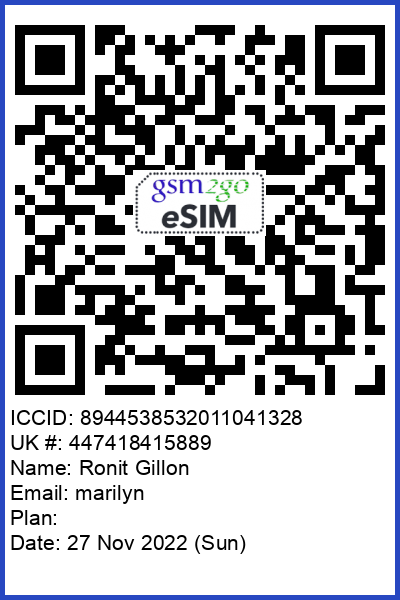 gsm2go
eSIM
ICCID: 8944538532011041328
UK #: 447418415889
Name: Ronit Gillon
Email: marilyn
Plan:
Date: 27 Nov 2022 (Sun)